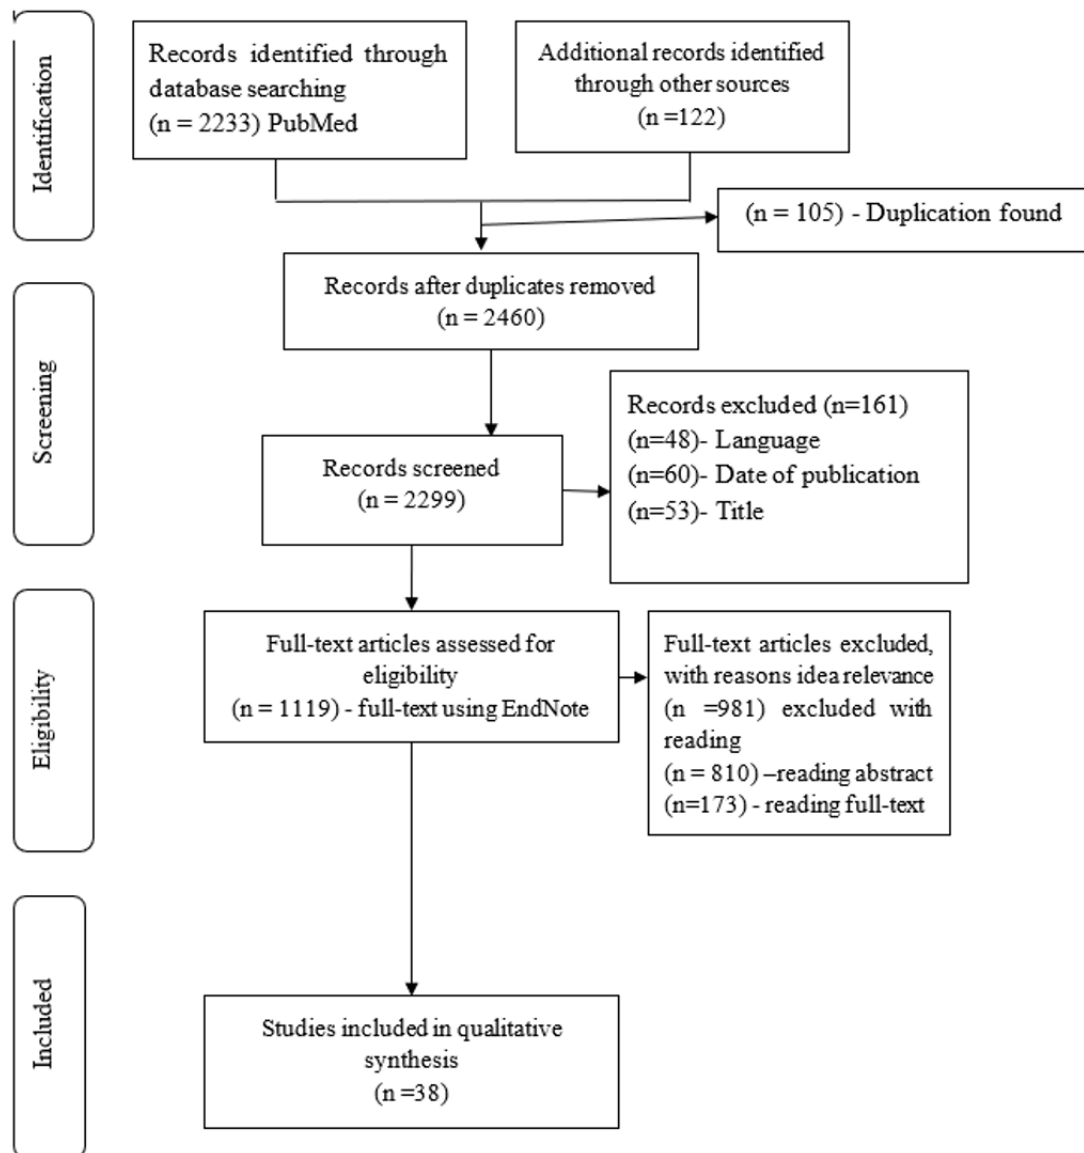 Identification
Records identified through
database searching
(n = 2233) PubMed
Additional records identified
through other sources
(n =122)
(n = 105) - Duplication found
Records after duplicates removed
(n = 2460)
Screening
Records screened
(n = 2299)
Records excluded (n=161)
(n=48)- Language
(n=60)- Date of publication
(n=53)- Title
Eligibility
Full-text articles assessed for
eligibility
(n = 1119) - full-text using EndNote
Full-text articles excluded,
with reasons idea relevance
(n =981) excluded with
reading
(n = 810) –reading abstract
(n=173) - reading full-text
Included
Studies included in qualitative
synthesis
(n =38)